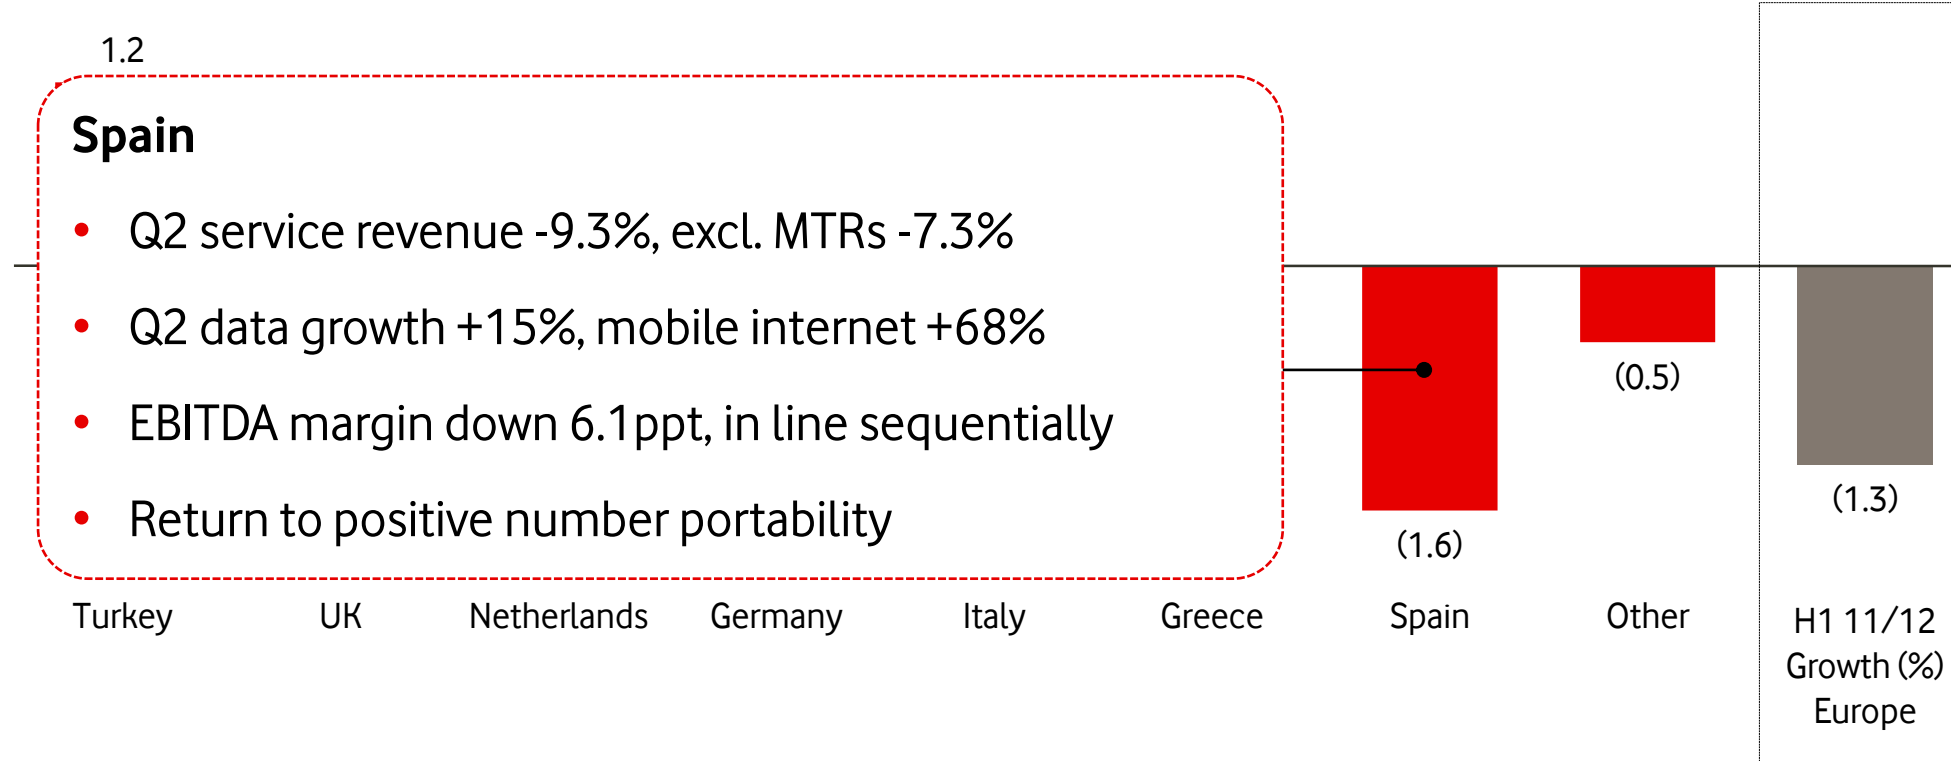 1.2
Spain
• Q2 service revenue -9.3%, excl. MTRs -7.3%
• Q2 data growth +15%, mobile internet +68%
• EBITDA margin down 6.1ppt, in line sequentially
• Return to positive number portability
(0.5)
(1.3)
(1.6)
Turkey UK Netherlands Germany Italy Greece Spain Other
H1 11/12
Growth (%)
Europe